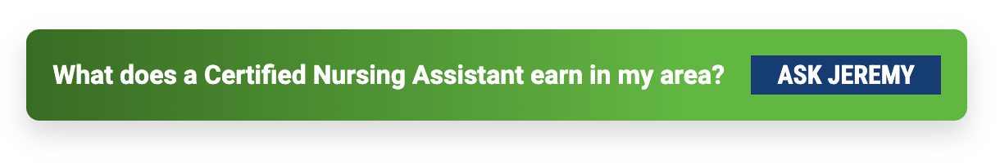 What does a Certified Nursing Assistant earn in my area? ASK JEREMY